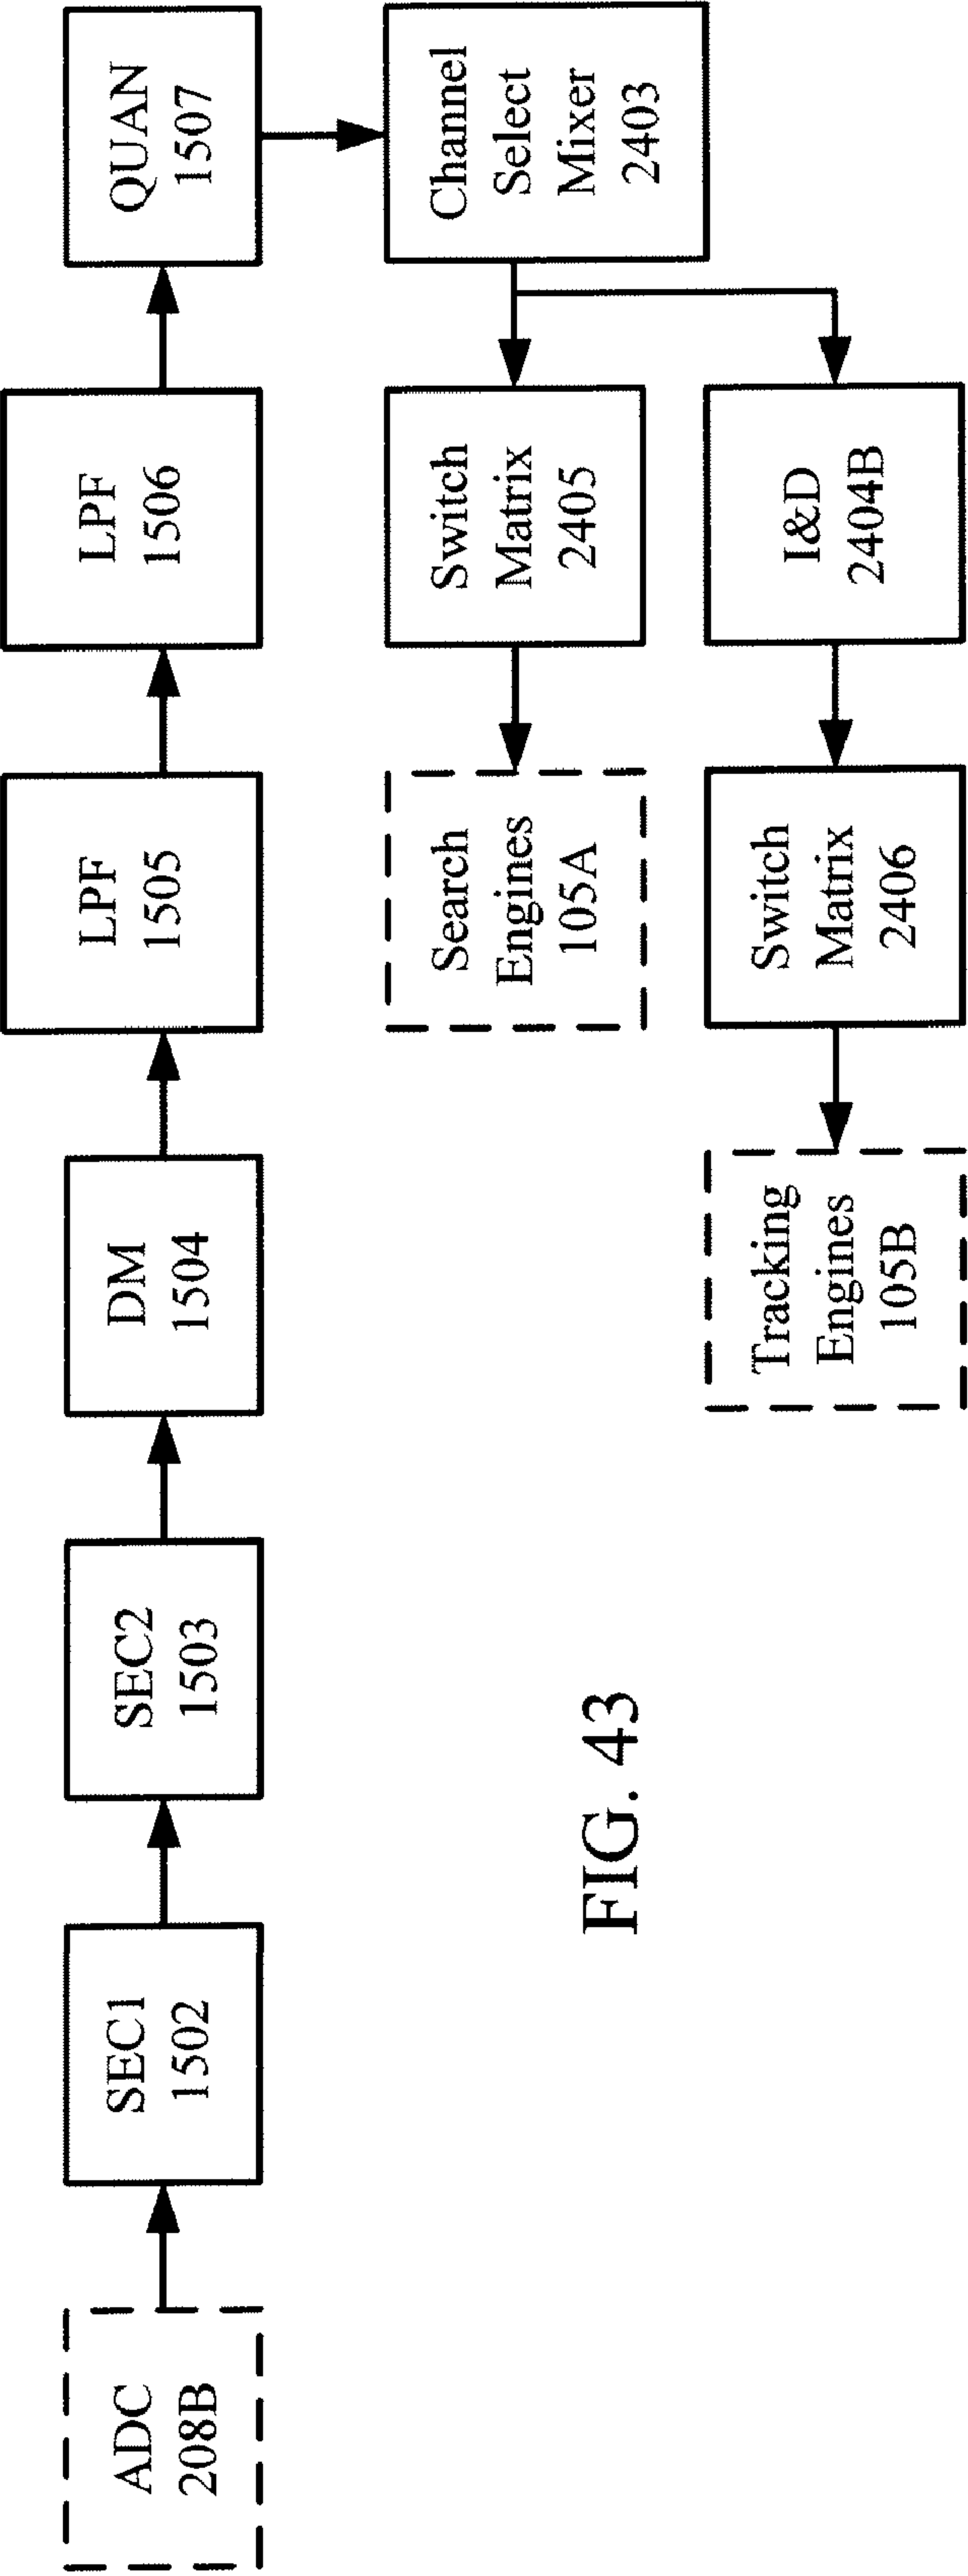 ADC
208B
SEC1
1502
SEC2
1503
DM
1504
LPF
1505
LPF
1506
QUAN
1507
Channel
Select
Mixer
2403
Switch
Matrix
2405
Search
Engines
105A
I&D
2404B
Switch
Matrix
2406
Tracking
Engines
105B
FIG. 43